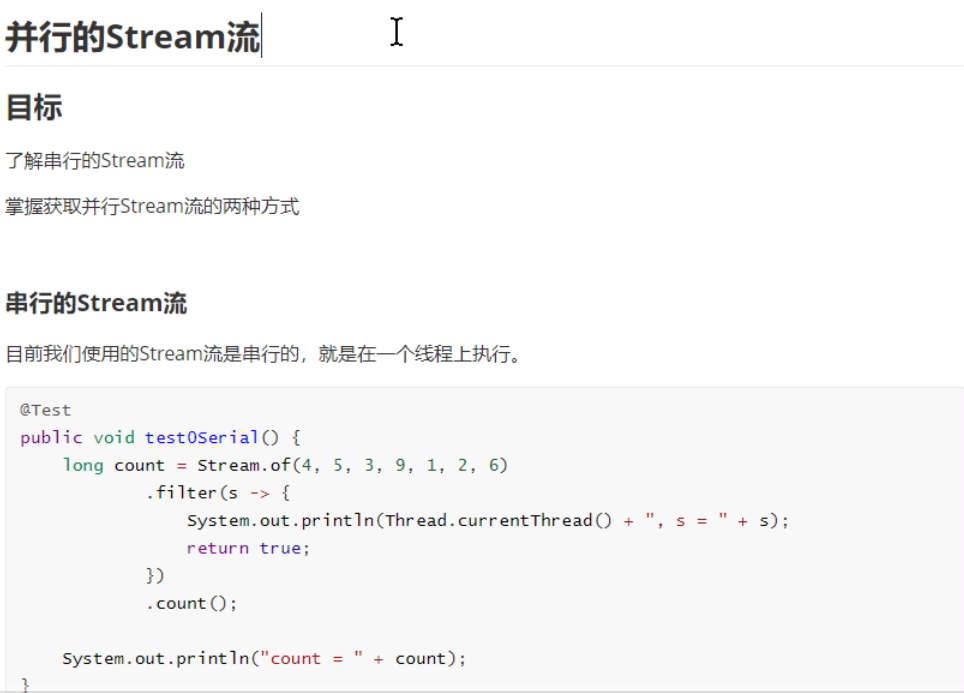 并行的Stream流
目标
了解串行的Stream流
掌握获取并行Stream流的两种方式
串行的Stream流
目前我们使用的Stream流是串行的，就是在一个线程上执行。
@Test
public void test0Serial() {
    long count = Stream.of(4, 5, 3, 9, 1, 2, 6)
            .filter(s -> {
                System.out.println(Thread.currentThread() + ", s = " + s);
                return true;
            })
            .count();
    System.out.println("count = " + count);
}